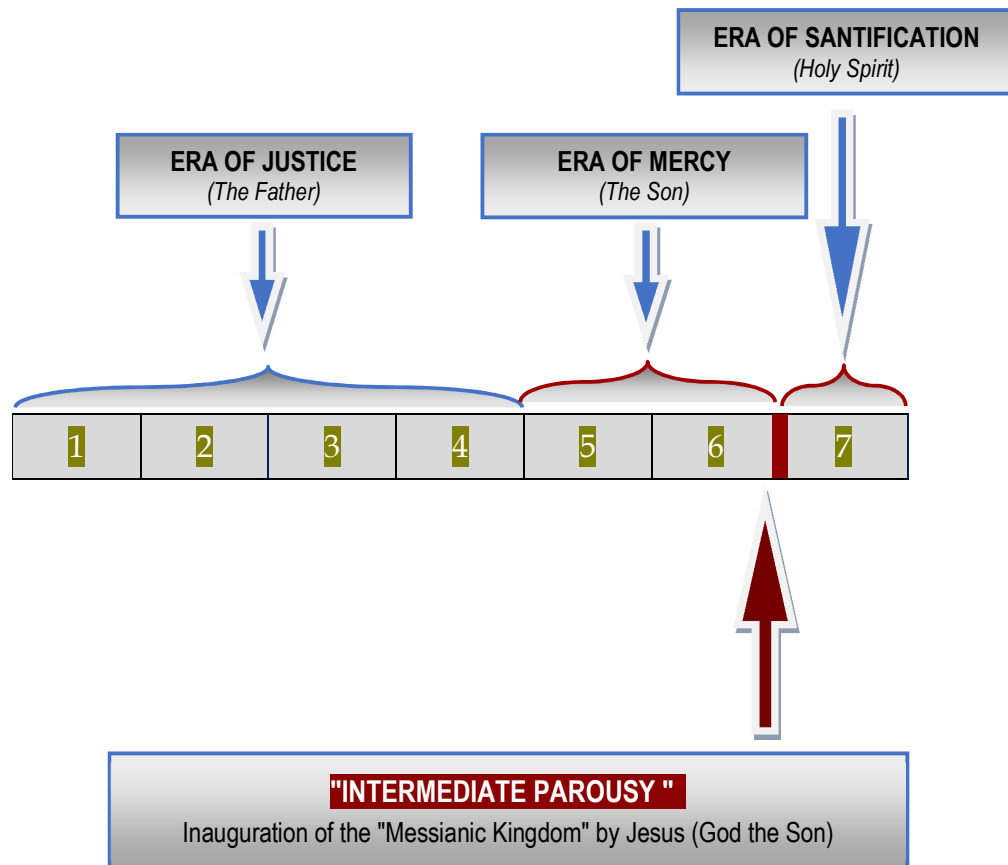 ERA OF SANTIFICATION
(Holy Spirit)
ERA OF JUSTICE
(The Father)
ERA OF MERCY
(The Son)
1 2 3 4 5 6 7
"INTERMEDIATE PAROUSY "
Inauguration of the "Messianic Kingdom" by Jesus (God the Son)